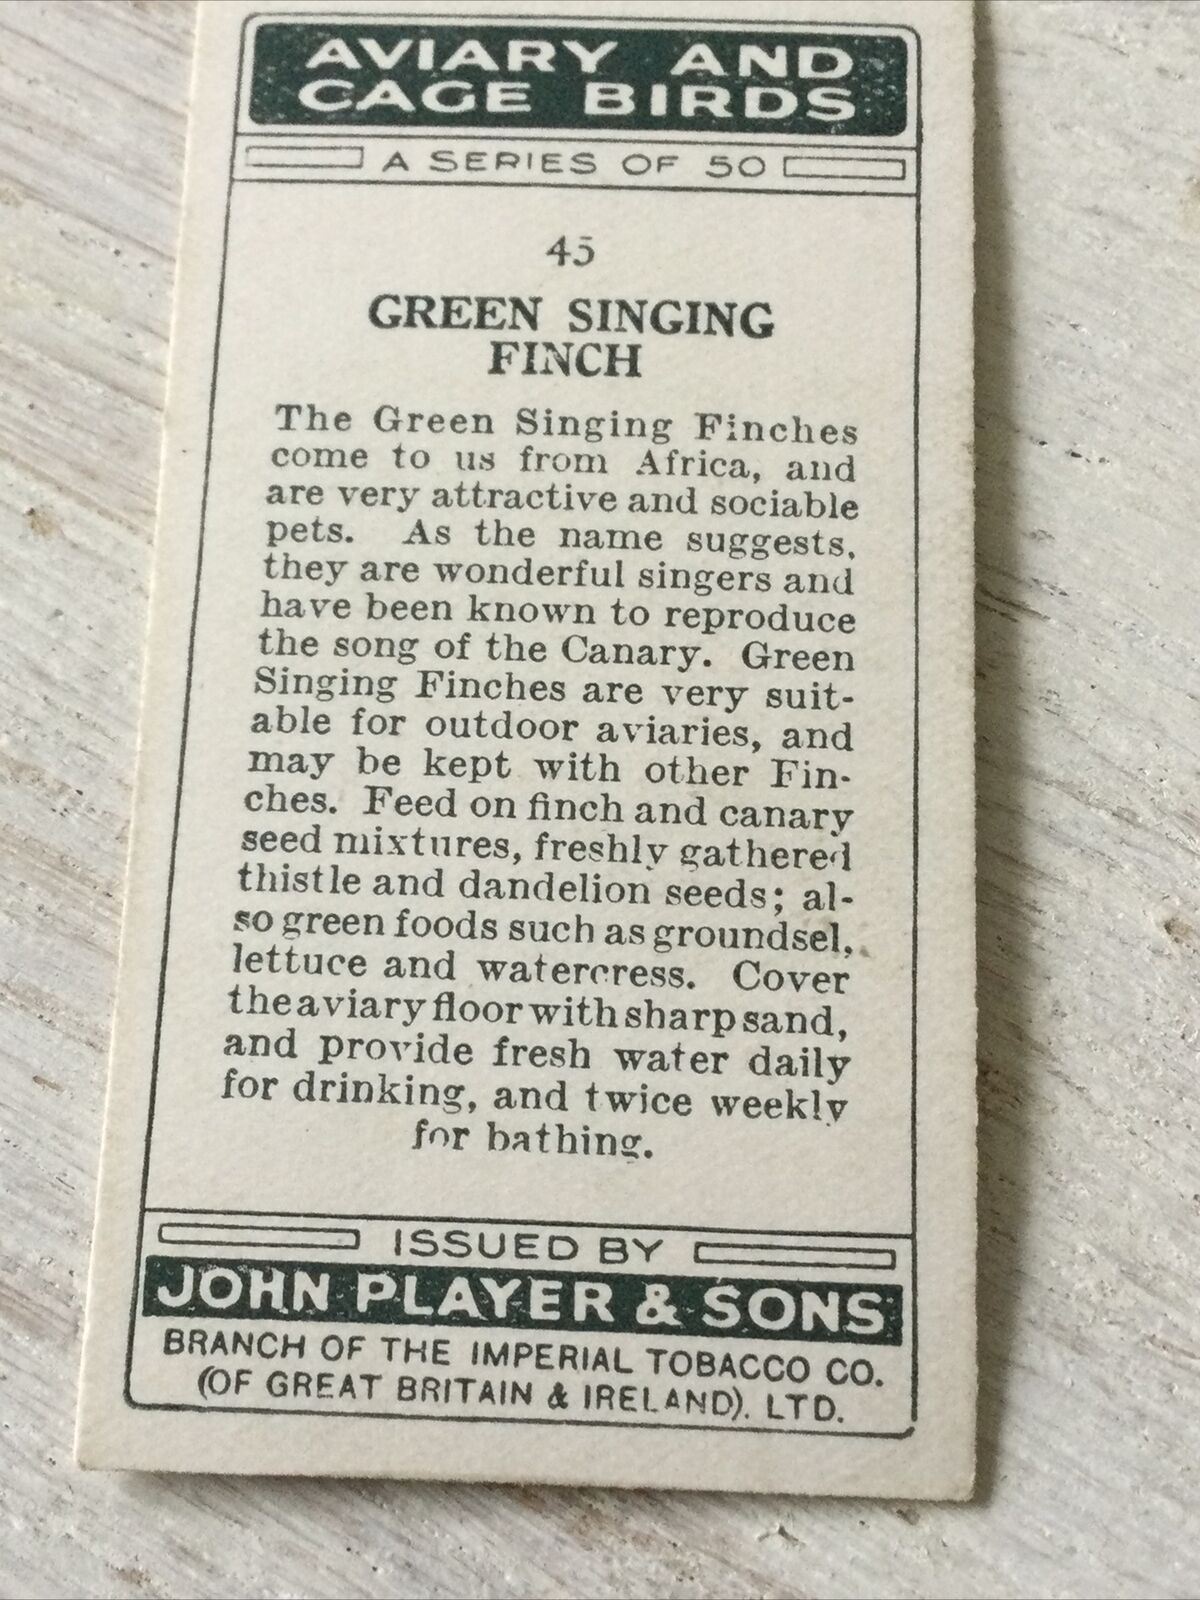 AVIARY AND
CAGE BIRDS
A SERIES OF 50
45
GREEN SINGING
FINCH
The Green Singing Finches
come to us from Africa, and
are very attractive and sociable
pets. As the name suggests,
they are wonderful singers and
have been known to reproduce
the song of the Canary. Green
Singing Finches are very suit-
able for outdoor aviaries, and
may be kept with other Fin-
ches. Feed on finch and canary
seed mixtures, freshly gathered
thistle and dandelion seeds; al-
so green foods such as groundsel,
lettuce and watercress. Cover
the aviary floor with sharp sand,
and provide fresh water daily
for drinking, and twice weekly
for bathing.
ISSUED BY
JOHN PLAYER & SONS
BRANCH OF THE IMPERIAL TOBACCO CO.
(OF GREAT BRITAIN & IRELAND), LTD.